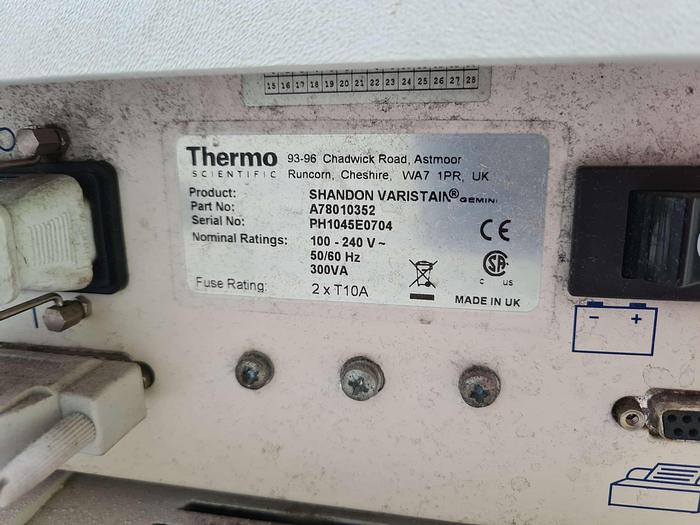 15 16 17 18 19 20 21 22 23 24 25 26 27 28
Thermo
SCIENTIFIC
93-96 Chadwick Road, Astmoor
Runcorn, Cheshire, WA7 1PR, UK
Product: SHANDON VARISTAIN® GEMINI
Part No: A78010352
Serial No: PH1045E0704
Nominal Ratings: 100 - 240 V ~
50/60 Hz
300VA
Fuse Rating: 2 x T10A
CE
SA
C US
MADE IN UK
- +